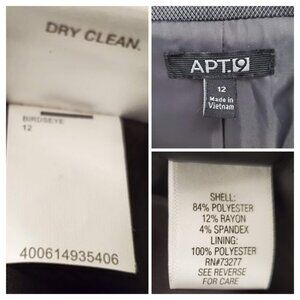 DRY CLEAN.
BIRDSEYE
12
400614935406
APT.9
12
Made in
Vietnam
SHELL:
84% POLYESTER
12% RAYON
4% SPANDEX
LINING:
100% POLYESTER
RN#73277
SEE REVERSE
FOR CARE